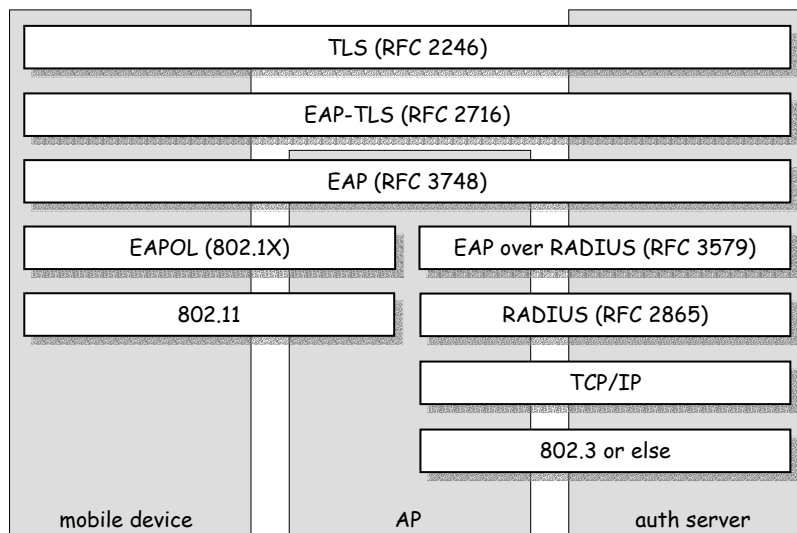 TLS (RFC 2246)
EAP-TLS (RFC 2716)
EAP (RFC 3748)
EAPOL (802.1X)
EAP over RADIUS (RFC 3579)
802.11
RADIUS (RFC 2865)
TCP/IP
802.3 or else
mobile device
AP
auth server